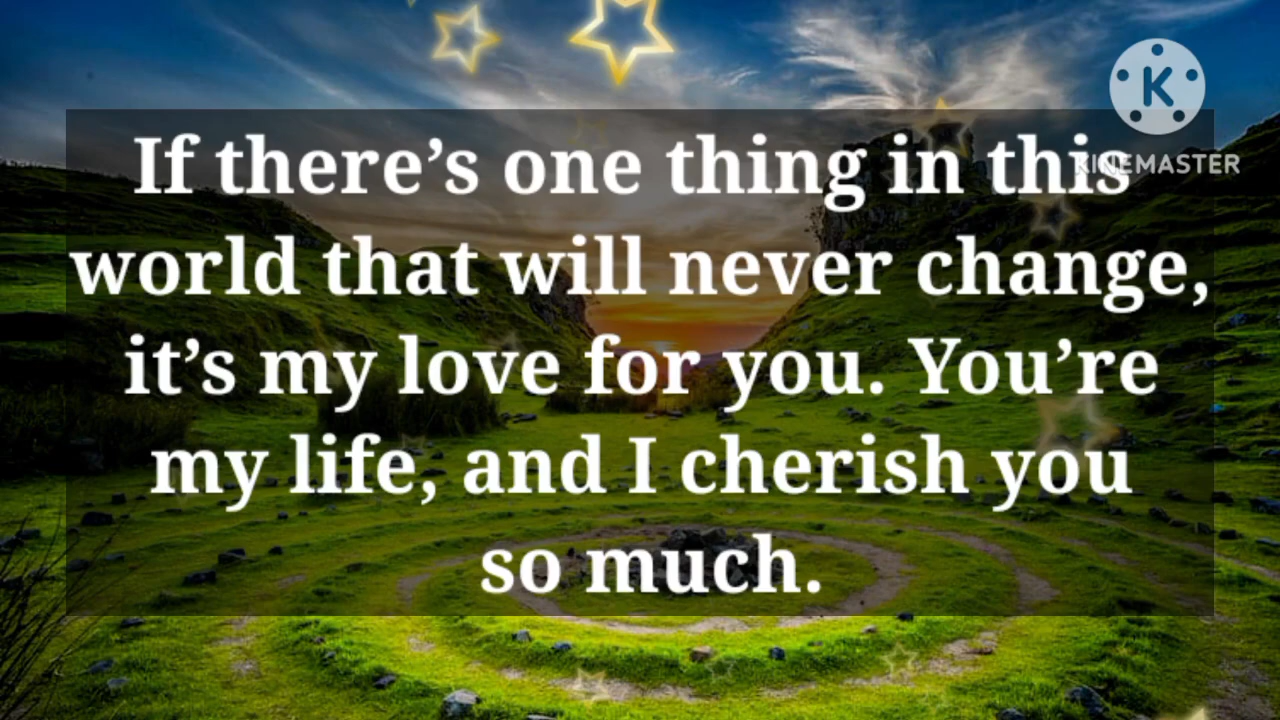 K
KINEMASTER
If there’s one thing in this
world that will never change,
it’s my love for you. You’re
my life, and I cherish you
so much.